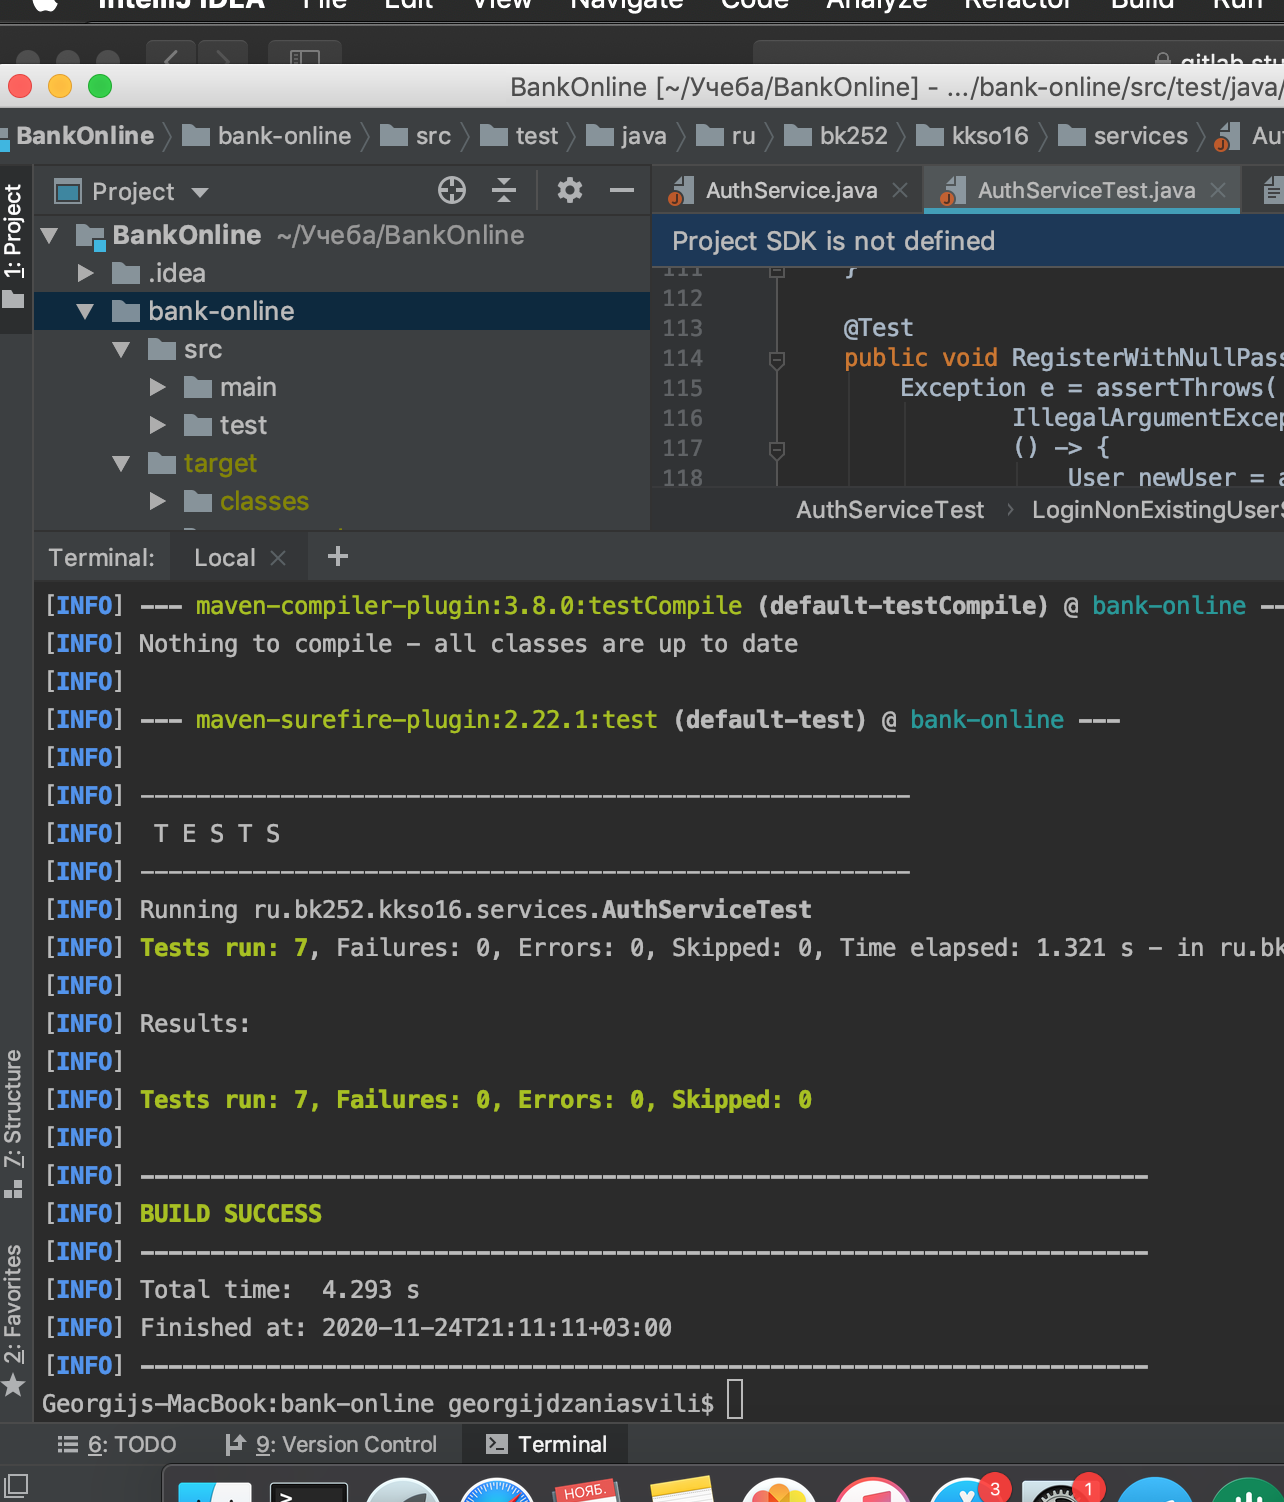 IntelliJ IDEA File Edit View Navigate Code Analyze Refactor Build Run
BankOnline [~/Учеба/BankOnline] - .../bank-online/src/test/java/
BankOnline bank-online src test java ru bk252 kkso16 services
1: Project
Project
AuthService.java
AuthServiceTest.java
BankOnline ~/Учеба/BankOnline
Project SDK is not defined
.idea
111 }
112
bank-online
113 @Test
src
114 public void RegisterWithNullPass
main
115 Exception e = assertThrows(
116 IllegalArgumentExcep
test
117 () -> {
target
118 User newUser = a
classes
AuthServiceTest › LoginNonExistingUser
Terminal: Local +
[INFO] --- maven-compiler-plugin:3.8.0:testCompile (default-testCompile) @ bank-online --
[INFO] Nothing to compile - all classes are up to date
[INFO]
[INFO] --- maven-surefire-plugin:2.22.1:test (default-test) @ bank-online ---
[INFO]
[INFO] -------------------------------------------------------
[INFO]  T E S T S
[INFO] -------------------------------------------------------
[INFO] Running ru.bk252.kkso16.services.AuthServiceTest
[INFO] Tests run: 7, Failures: 0, Errors: 0, Skipped: 0, Time elapsed: 1.321 s - in ru.bk
[INFO]
[INFO] Results:
[INFO]
[INFO] Tests run: 7, Failures: 0, Errors: 0, Skipped: 0
[INFO]
[INFO] ------------------------------------------------------------------------
[INFO] BUILD SUCCESS
[INFO] ------------------------------------------------------------------------
[INFO] Total time:  4.293 s
[INFO] Finished at: 2020-11-24T21:11:11+03:00
[INFO] ------------------------------------------------------------------------
Georgijs-MacBook:bank-online georgijdzaniasvili$
7: Structure
2: Favorites
6: TODO 9: Version Control Terminal
НОЯБ.
3
1